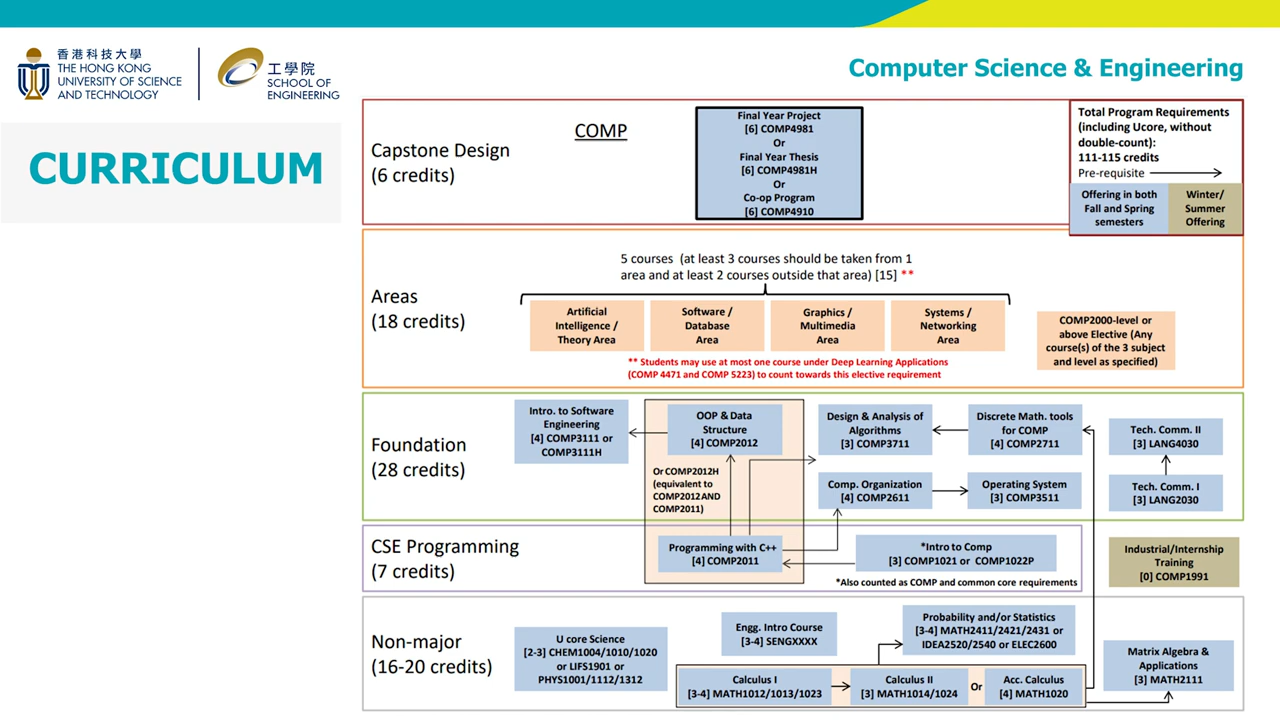 香港科技大學
THE HONG KONG
UNIVERSITY OF SCIENCE
AND TECHNOLOGY
工學院
SCHOOL OF
ENGINEERING
Computer Science & Engineering
CURRICULUM
Capstone Design
(6 credits)
COMP
Final Year Project
[6] COMP4981
Or
Final Year Thesis
[6] COMP4981H
Or
Co-op Program
[6] COMP4910
Total Program Requirements
(including Ucore, without
double-count):
111-115 credits
Pre-requisite
Offering in both
Fall and Spring
semesters
Winter/
Summer
Offering
Areas
(18 credits)
5 courses (at least 3 courses should be taken from 1
area and at least 2 courses outside that area) [15] **
Artificial
Intelligence /
Theory Area
Software /
Database
Area
Graphics /
Multimedia
Area
Systems /
Networking
Area
COMP2000-level or
above Elective (Any
course(s) of the 3 subject
and level as specified)
** Students may use at most one course under Deep Learning Applications
(COMP 4471 and COMP 5223) to count towards this elective requirement
Foundation
(28 credits)
Intro. to Software
Engineering
[4] COMP3111 or
COMP3111H
OOP & Data
Structure
[4] COMP2012
Or COMP2012H
(equivalent to
COMP2012 AND
COMP2011)
Design & Analysis of
Algorithms
[3] COMP3711
Discrete Math. tools
for COMP
[4] COMP2711
Tech. Comm. II
[3] LANG4030
Comp. Organization
[4] COMP2611
Operating System
[3] COMP3511
Tech. Comm. I
[3] LANG2030
CSE Programming
(7 credits)
Programming with C++
[4] COMP2011
*Intro to Comp
[3] COMP1021 or COMP1022P
*Also counted as COMP and common core requirements
Industrial/Internship
Training
[0] COMP1991
Non-major
(16-20 credits)
U core Science
[2-3] CHEM1004/1010/1020
or LIFS1901 or
PHYS1001/1112/1312
Engg. Intro Course
[3-4] SENGXXXX
Probability and/or Statistics
[3-4] MATH2411/2421/2431 or
IDEA2520/2540 or ELEC2600
Calculus I
[3-4] MATH1012/1013/1023
Calculus II
[3] MATH1014/1024
Or
Acc. Calculus
[4] MATH1020
Matrix Algebra &
Applications
[3] MATH2111